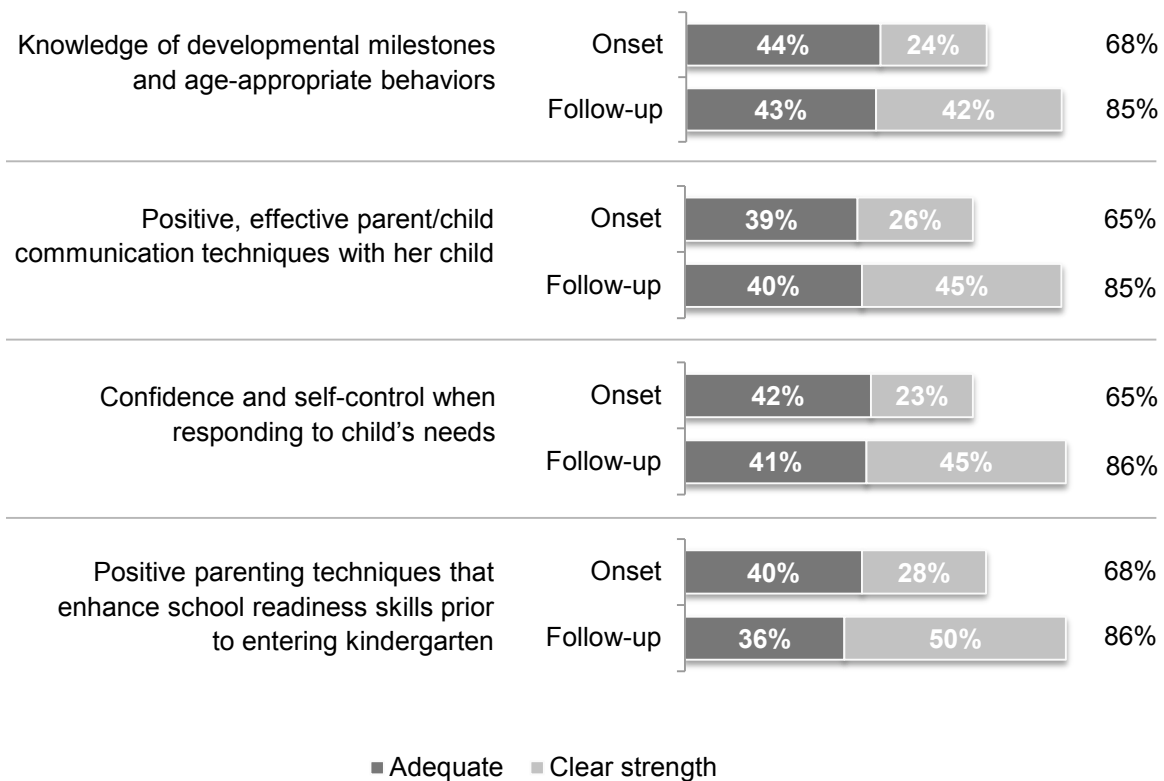 Knowledge of developmental milestones
and age-appropriate behaviors
Onset
44%
24%
68%
Follow-up
43%
42%
85%
Positive, effective parent/child
communication techniques with her child
Onset
39%
26%
65%
Follow-up
40%
45%
85%
Confidence and self-control when
responding to child’s needs
Onset
42%
23%
65%
Follow-up
41%
45%
86%
Positive parenting techniques that
enhance school readiness skills prior
to entering kindergarten
Onset
40%
28%
68%
Follow-up
36%
50%
86%
Adequate
Clear strength